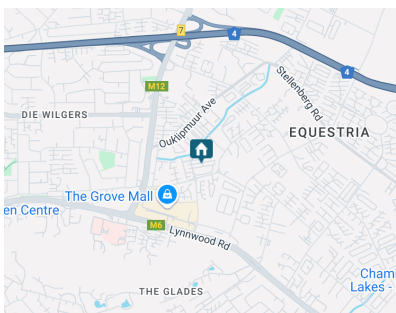 7
4
4
M12
Stellenberg Rd
Ouklipmuur Ave
DIE WILGERS
EQUESTRIA
The Grove Mall
en Centre
M6
Lynnwood Rd
Cham
Lakes -
THE GLADES